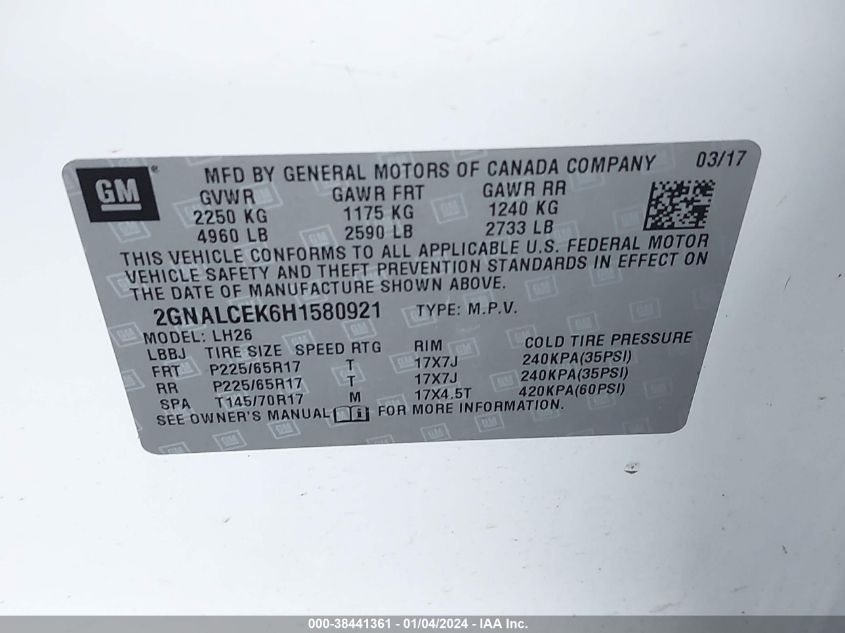 GM ® MFD BY GENERAL MOTORS OF CANADA COMPANY 03/17
GVWR GAWR FRT GAWR RR
2250 KG 1175 KG 1240 KG
4960 LB 2590 LB 2733 LB
THIS VEHICLE CONFORMS TO ALL APPLICABLE U.S. FEDERAL MOTOR
VEHICLE SAFETY AND THEFT PREVENTION STANDARDS IN EFFECT ON
THE DATE OF MANUFACTURE SHOWN ABOVE.
2GNALCEK6H1580921 TYPE: M.P.V.
MODEL: LH26
LBBJ TIRE SIZE SPEED RTG RIM COLD TIRE PRESSURE
FRT P225/65R17 T 17X7J 240KPA(35PSI)
RR P225/65R17 T 17X7J 240KPA(35PSI)
SPA T145/70R17 M 17X4.5T 420KPA(60PSI)
SEE OWNER'S MANUAL FOR MORE INFORMATION.
000-38441361 - 01/04/2024 - IAA Inc.